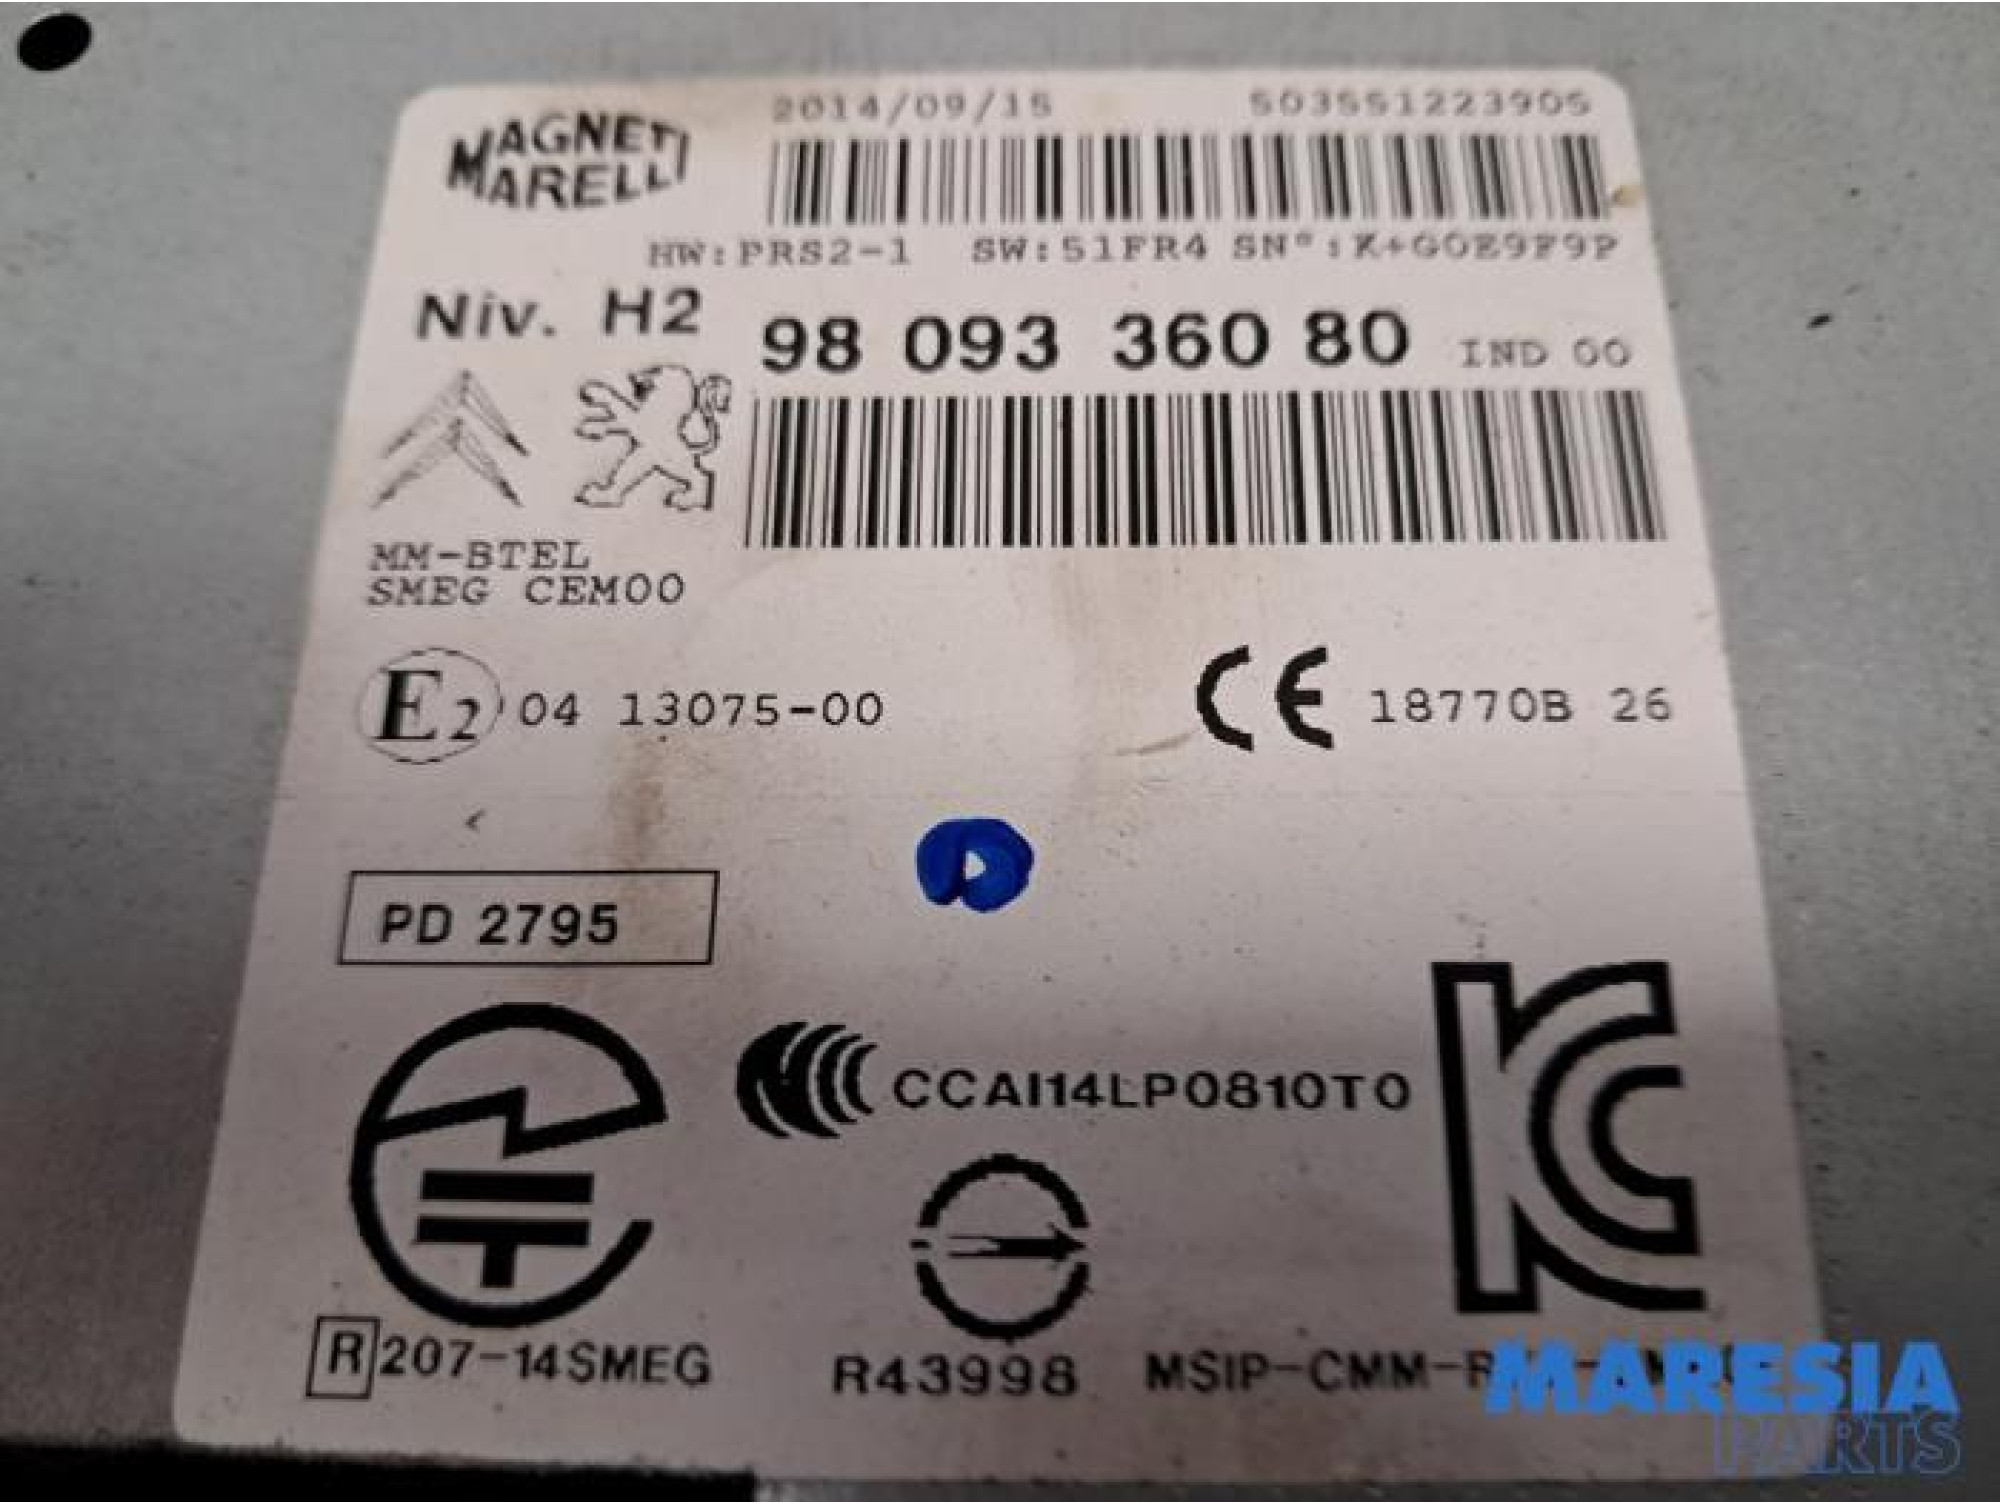 MAGNETI
MARELLI
2014/09/15 50355122390S
HW:PRS2-1 SW:51FR4 SN°:K+GOE9F9P
Niv. H2
98 093 360 80 IND 00
MM-BTEL
SMEG CEM00
E2 04 13075-00
CE 18770B 26
PD 2795
CCAI14LP0810T0
KC
R 207-14SMEG
R43998
MSIP-CMM-
MARESIA
PARTS